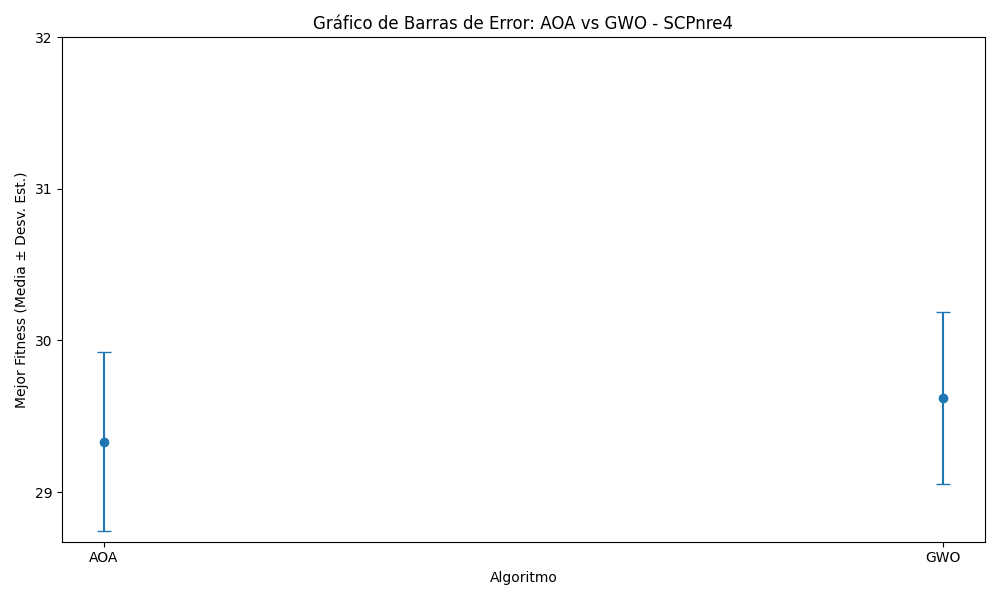 Gráfico de Barras de Error: AOA vs GWO - SCPnre4
Mejor Fitness (Media ± Desv. Est.)
32
31
30
29
AOA
GWO
Algoritmo